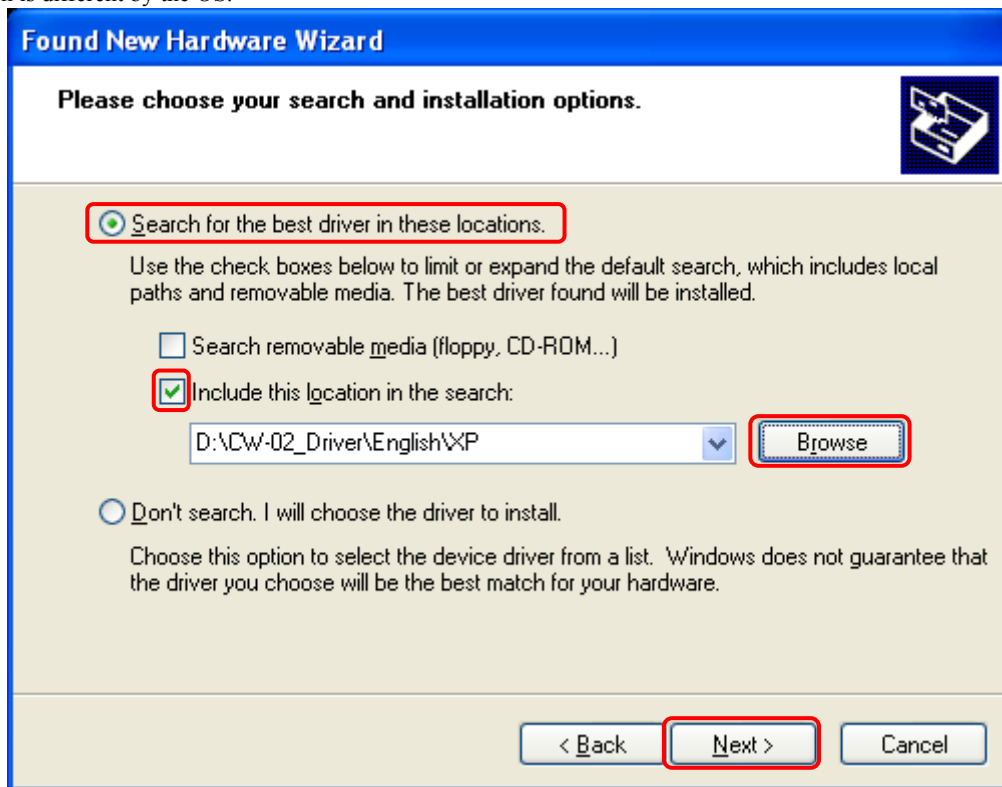 is different by the OS.
Found New Hardware Wizard
Please choose your search and installation options.
Search for the best driver in these locations.
Use the check boxes below to limit or expand the default search, which includes local
paths and removable media. The best driver found will be installed.
Search removable media (floppy, CD-ROM...)
Include this location in the search:
D:\CW-02_Driver\English\XP
Browse
Don't search. I will choose the driver to install.
Choose this option to select the device driver from a list. Windows does not guarantee that
the driver you choose will be the best match for your hardware.
< Back
Next >
Cancel